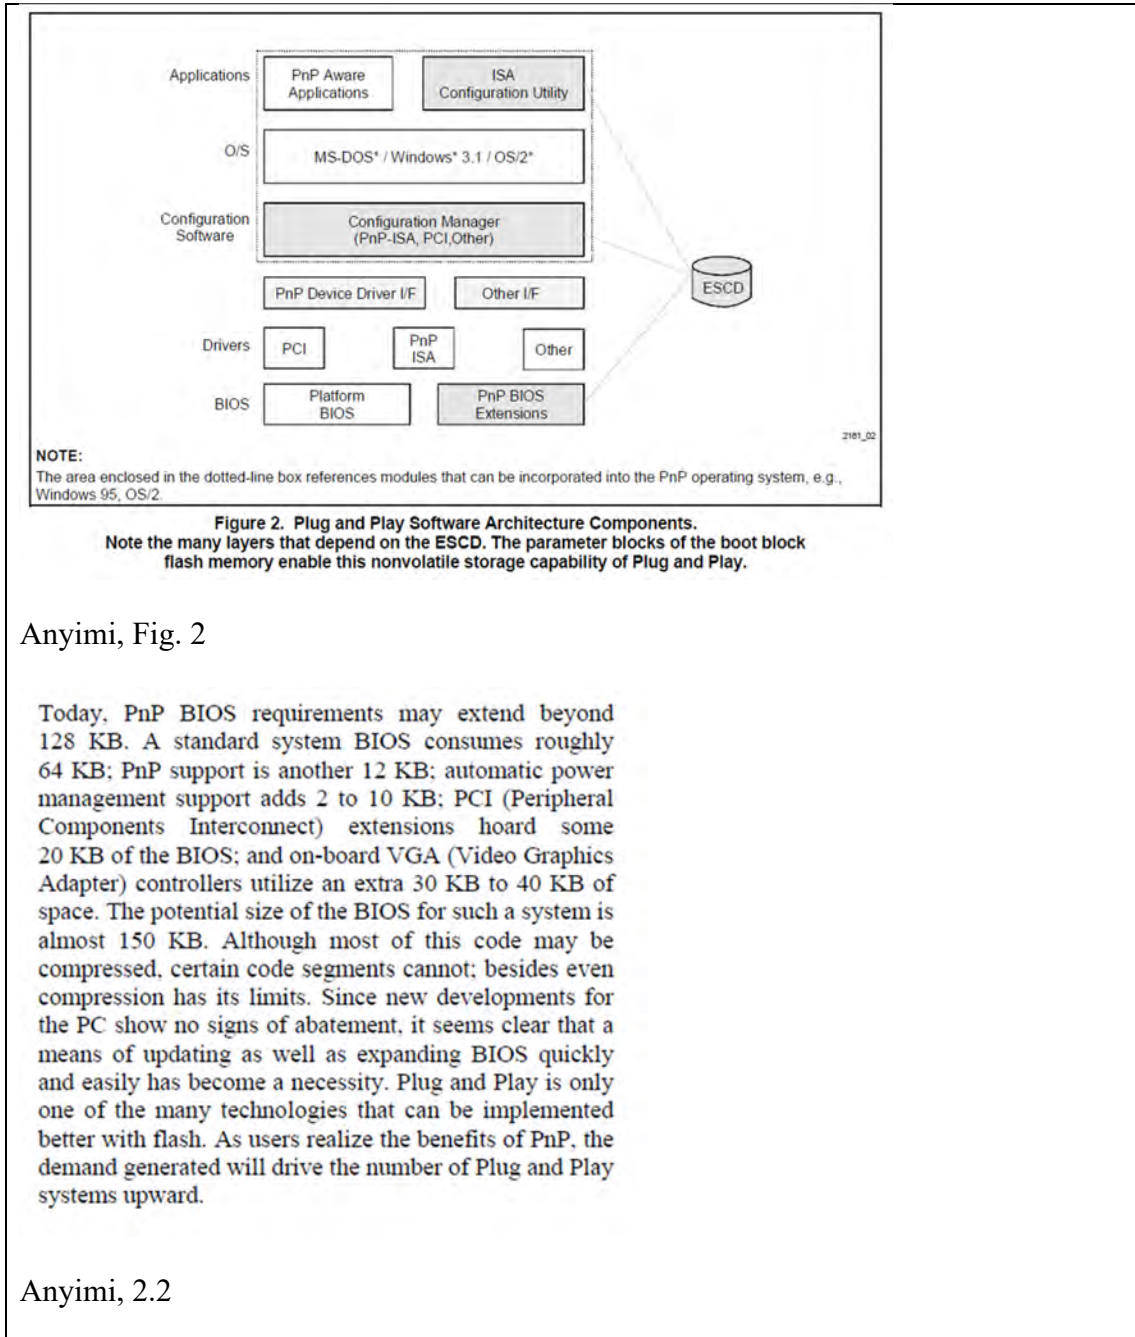 Applications
PnP Aware
Applications
ISA
Configuration Utility
O/S
MS-DOS* / Windows* 3.1 / OS/2*
Configuration
Software
Configuration Manager
(PnP-ISA, PCI,Other)
ESCD
PnP Device Driver I/F
Other I/F
Drivers
PCI
PnP
ISA
Other
BIOS
Platform
BIOS
PnP BIOS
Extensions
2161_02
NOTE:
The area enclosed in the dotted-line box references modules that can be incorporated into the PnP operating system, e.g.,
Windows 95, OS/2.
Figure 2. Plug and Play Software Architecture Components.
Note the many layers that depend on the ESCD. The parameter blocks of the boot block
flash memory enable this nonvolatile storage capability of Plug and Play.
Anyimi, Fig. 2
Today, PnP BIOS requirements may extend beyond
128 KB. A standard system BIOS consumes roughly
64 KB; PnP support is another 12 KB; automatic power
management support adds 2 to 10 KB; PCI (Peripheral
Components Interconnect) extensions hoard some
20 KB of the BIOS; and on-board VGA (Video Graphics
Adapter) controllers utilize an extra 30 KB to 40 KB of
space. The potential size of the BIOS for such a system is
almost 150 KB. Although most of this code may be
compressed, certain code segments cannot; besides even
compression has its limits. Since new developments for
the PC show no signs of abatement, it seems clear that a
means of updating as well as expanding BIOS quickly
and easily has become a necessity. Plug and Play is only
one of the many technologies that can be implemented
better with flash. As users realize the benefits of PnP, the
demand generated will drive the number of Plug and Play
systems upward.
Anyimi, 2.2